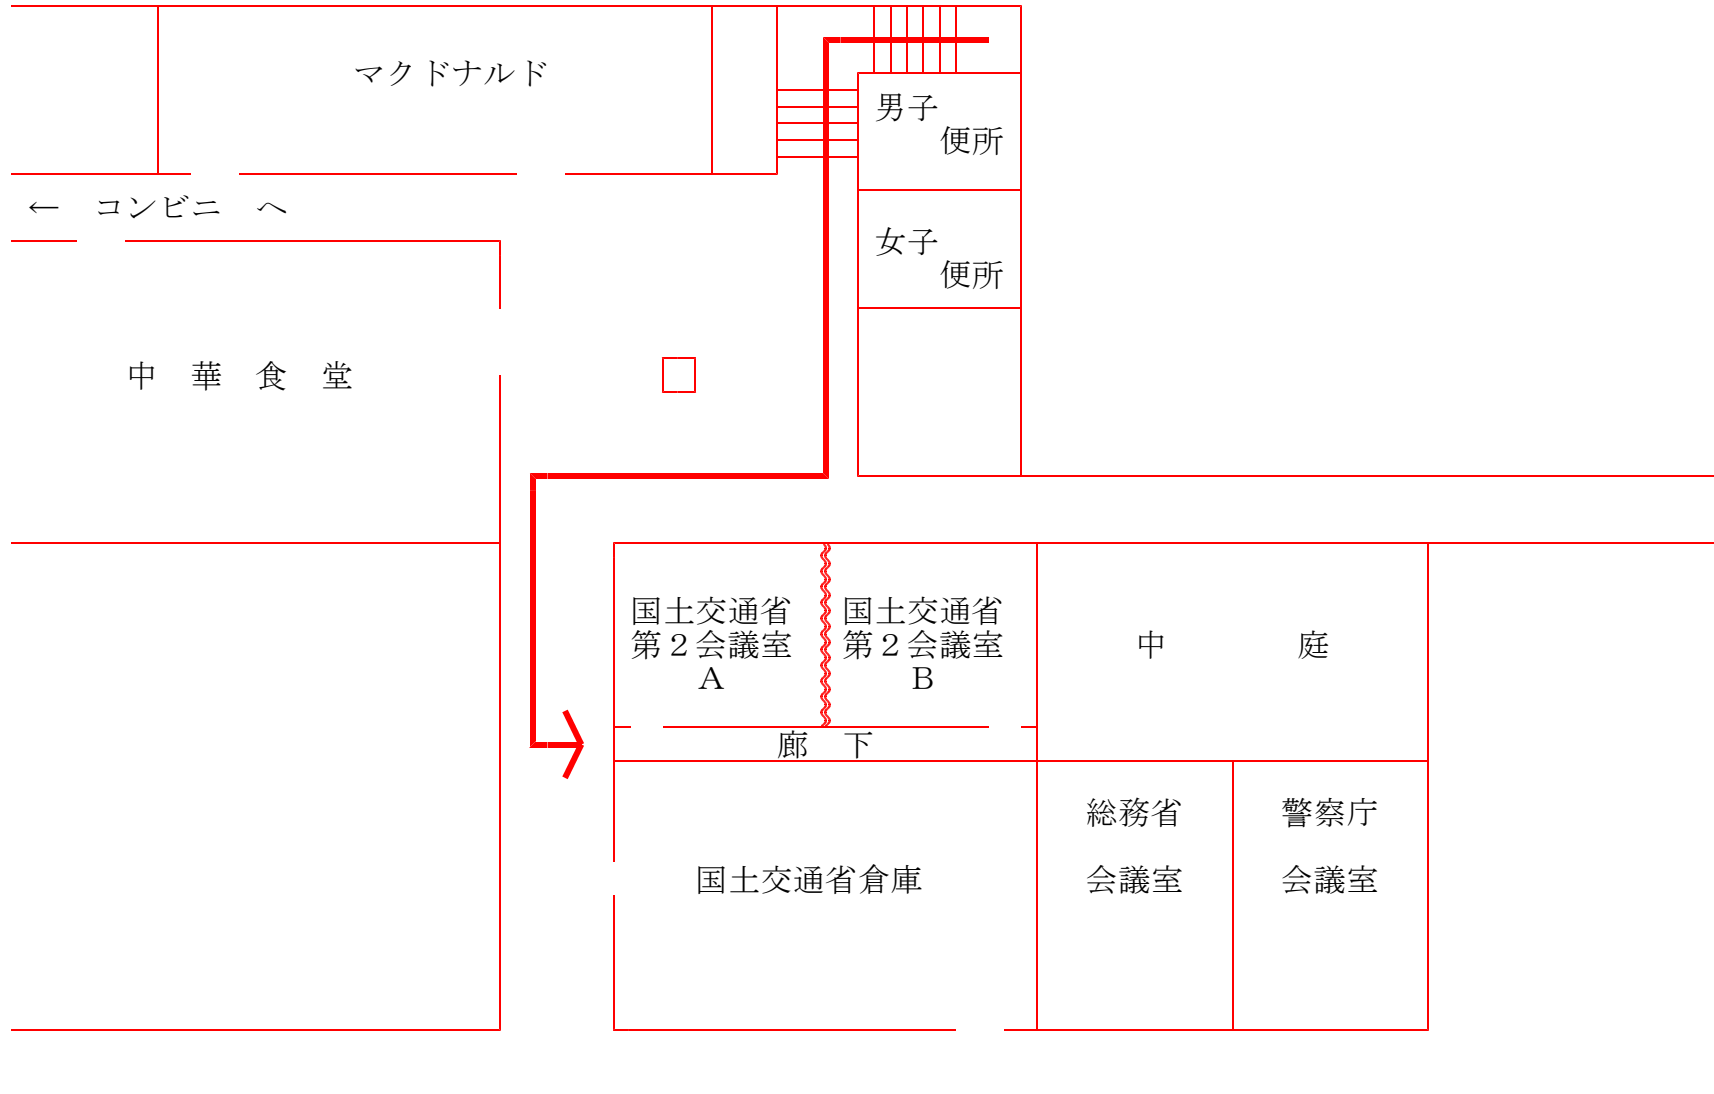 マクドナルド
男子
便所
← コンビニ へ
女子
便所
中 華 食 堂
国土交通省
第２会議室
Ａ
国土交通省
第２会議室
Ｂ
中 庭
廊 下
総務省
会議室
警察庁
会議室
国土交通省倉庫